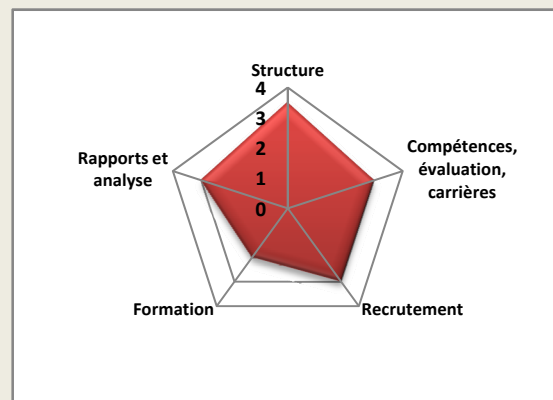 Structure
4
3
2
1
0
Compétences,
évaluation,
carrières
Recrutement
Formation
Rapports et
analyse